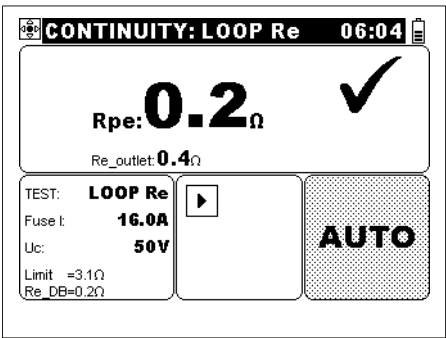 CONTINUITY: LOOP Re 06:04
Rpe: 0.2Ω
Re_outlet: 0.4Ω
TEST: LOOP Re
Fuse I: 16.0A
Uc: 50V
Limit =3.1Ω
Re_DB=0.2Ω
AUTO